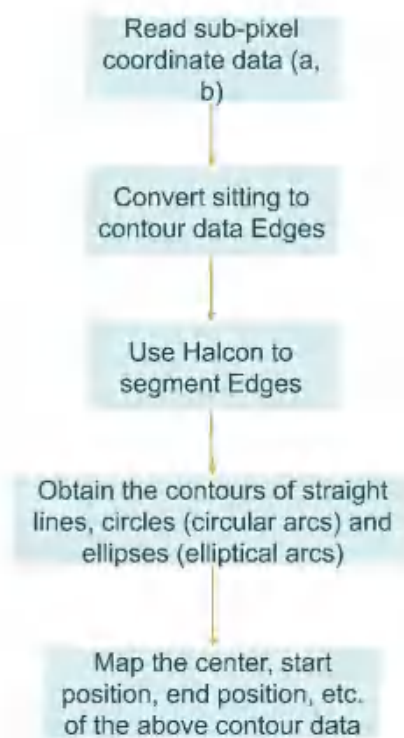 Read sub-pixel
coordinate data (a,
b)
Convert sitting to
contour data Edges
Use Halcon to
segment Edges
Obtain the contours of straight
lines, circles (circular arcs) and
ellipses (elliptical arcs)
Map the center, start
position, end position, etc.
of the above contour data